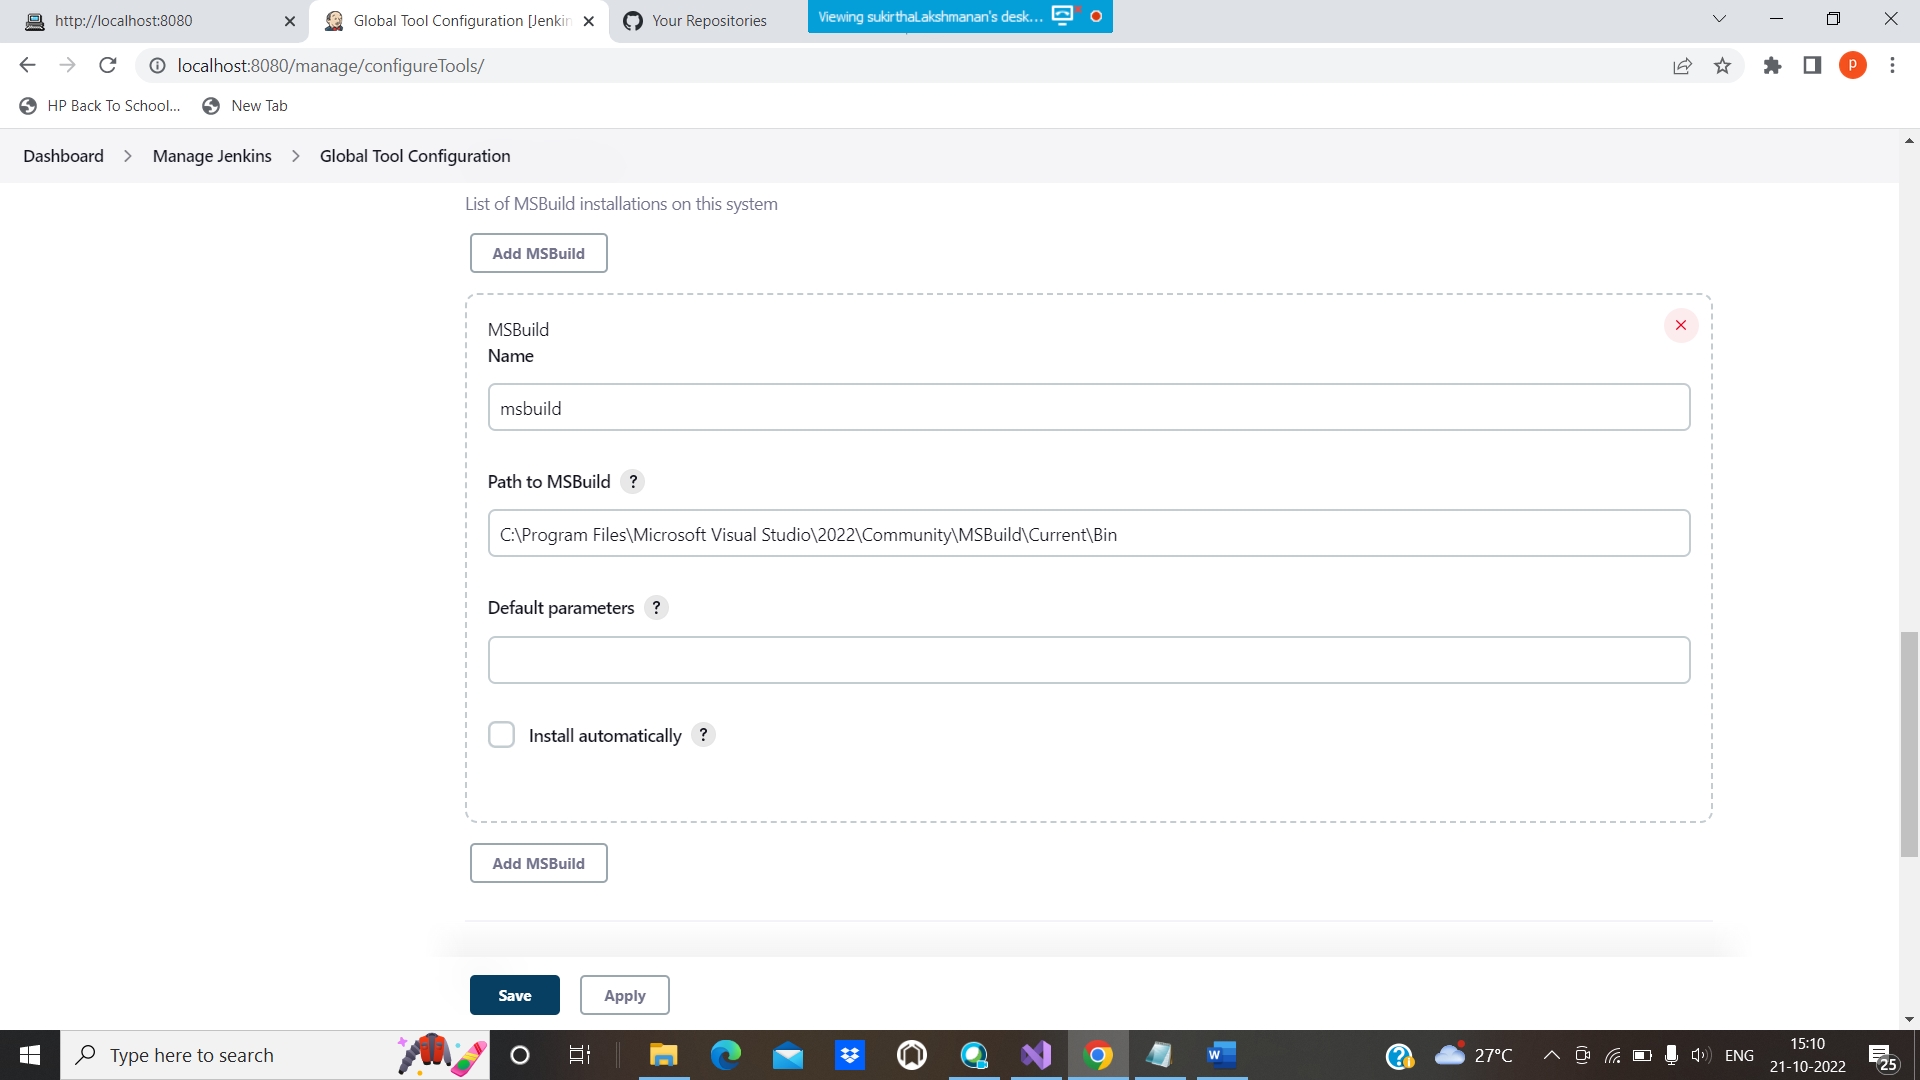 http://localhost:8080
Global Tool Configuration [Jenkin
Your Repositories
Viewing sukirthaLakshmanan's desk...
localhost:8080/manage/configureTools/
P
HP Back To School...
New Tab
Dashboard
Manage Jenkins
Global Tool Configuration
List of MSBuild installations on this system
Add MSBuild
MSBuild
Name
msbuild
Path to MSBuild ?
C:\Program Files\Microsoft Visual Studio\2022\Community\MSBuild\Current\Bin
Default parameters ?
Install automatically ?
Add MSBuild
Save
Apply
Type here to search
27°C
ENG
15:10
21-10-2022
25